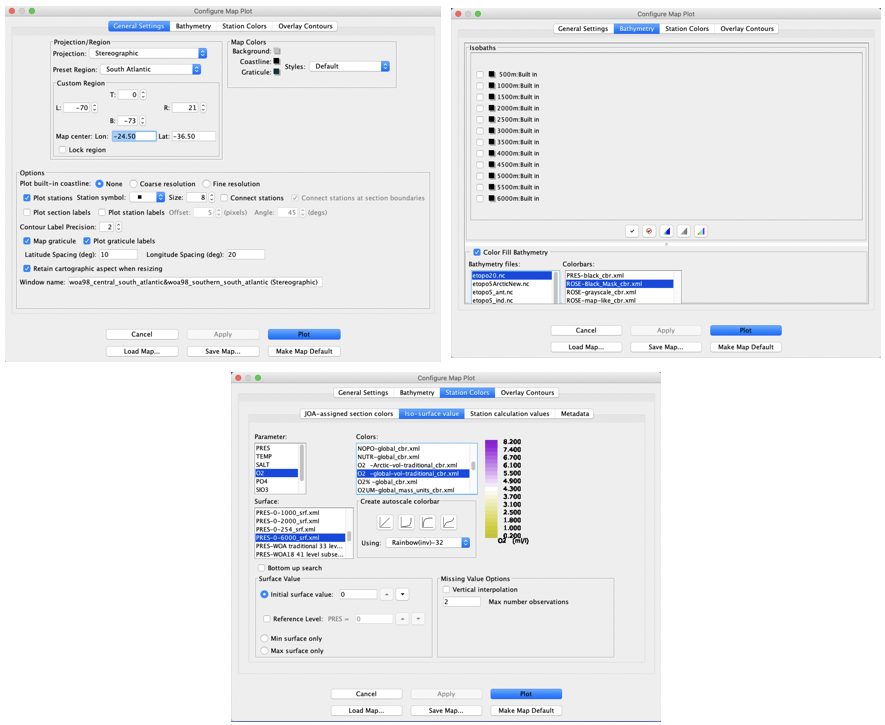 Configure Map Plot
General Settings Bathymetry Station Colors Overlay Contours
Projection/Region
Projection: Stereographic
Preset Region: South Atlantic
Custom Region
T: 0
L: -70 R: 21
B: -73
Map center: Lon: -24.50 Lat: -36.50
Lock region
Map Colors
Background:
Coastline:
Graticule:
Styles: Default
Options
Plot built-in coastline: None Coarse resolution Fine resolution
Plot stations Station symbol: Size: 8 Connect stations Connect stations at section boundaries
Plot section labels Plot station labels Offset: 5 (pixels) Angle: 45 (degs)
Contour Label Precision: 2
Map graticule Plot graticule labels
Latitude Spacing (deg): 10 Longitude Spacing (deg): 20
Retain cartographic aspect when resizing
Window name: woa98_central_south_atlantic&woa98_southern_south_atlantic (Stereographic)
Cancel Apply Plot
Load Map... Save Map... Make Map Default
Configure Map Plot
General Settings Bathymetry Station Colors Overlay Contours
Isobaths
500m:Built in
1000m:Built in
1500m:Built in
2000m:Built in
2500m:Built in
3000m:Built in
3500m:Built in
4000m:Built in
4500m:Built in
5000m:Built in
5500m:Built in
6000m:Built in
Color Fill Bathymetry
Bathymetry files: Colorbars:
etopo20.nc
etopo5ArcticNew.nc
etopo5_ant.nc
etopo5_ind.nc
PRES-black_cbr.xml
ROSE-Black_Mask_cbr.xml
ROSE-grayscale_cbr.xml
ROSE-map-like_cbr.xml
Cancel Apply Plot
Load Map... Save Map... Make Map Default
Configure Map Plot
General Settings Bathymetry Station Colors Overlay Contours
JOA-assigned section colors Iso-surface value Station calculation values Metadata
Parameter:
PRES
TEMP
SALT
O2
PO4
SIO3
Colors:
NOPO-global_cbr.xml
NUTR-global_cbr.xml
O2 -Arctic-vol-traditional_cbr.xml
O2 -global-vol-traditional_cbr.xml
O2% -global_cbr.xml
O2UM-global_mass_units_cbr.xml
8.200
7.400
6.700
6.100
5.500
4.900
4.300
3.700
3.100
2.500
1.800
1.000
0.200
O2 (ml/l)
Surface:
PRES-0-1000_srf.xml
PRES-0-2000_srf.xml
PRES-0-254_srf.xml
PRES-0-6000_srf.xml
PRES-WOA traditional 33 lev...
PRES-WOA18 41 level subse...
Create autoscale colorbar
Using: Rainbow(inv)-32
Bottom up search
Surface Value
Initial surface value: 0
Reference Level: PRES = 0
Min surface only
Max surface only
Missing Value Options
Vertical interpolation
2 Max number observations
Cancel Apply Plot
Load Map... Save Map... Make Map Default